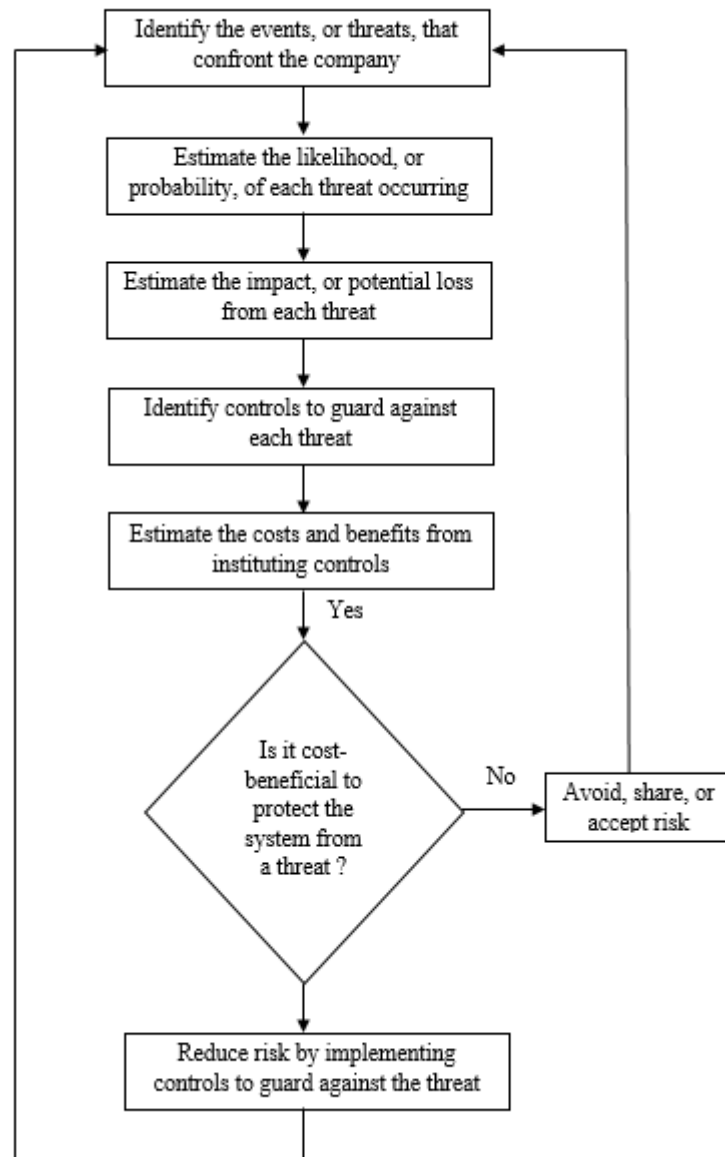 Identify the events, or threats, that
confront the company
Estimate the likelihood, or
probability, of each threat occurring
Estimate the impact, or potential loss
from each threat
Identify controls to guard against
each threat
Estimate the costs and benefits from
instituting controls
Yes
Is it cost-
beneficial to
protect the
system from
a threat ?
No
Avoid, share, or
accept risk
Reduce risk by implementing
controls to guard against the threat